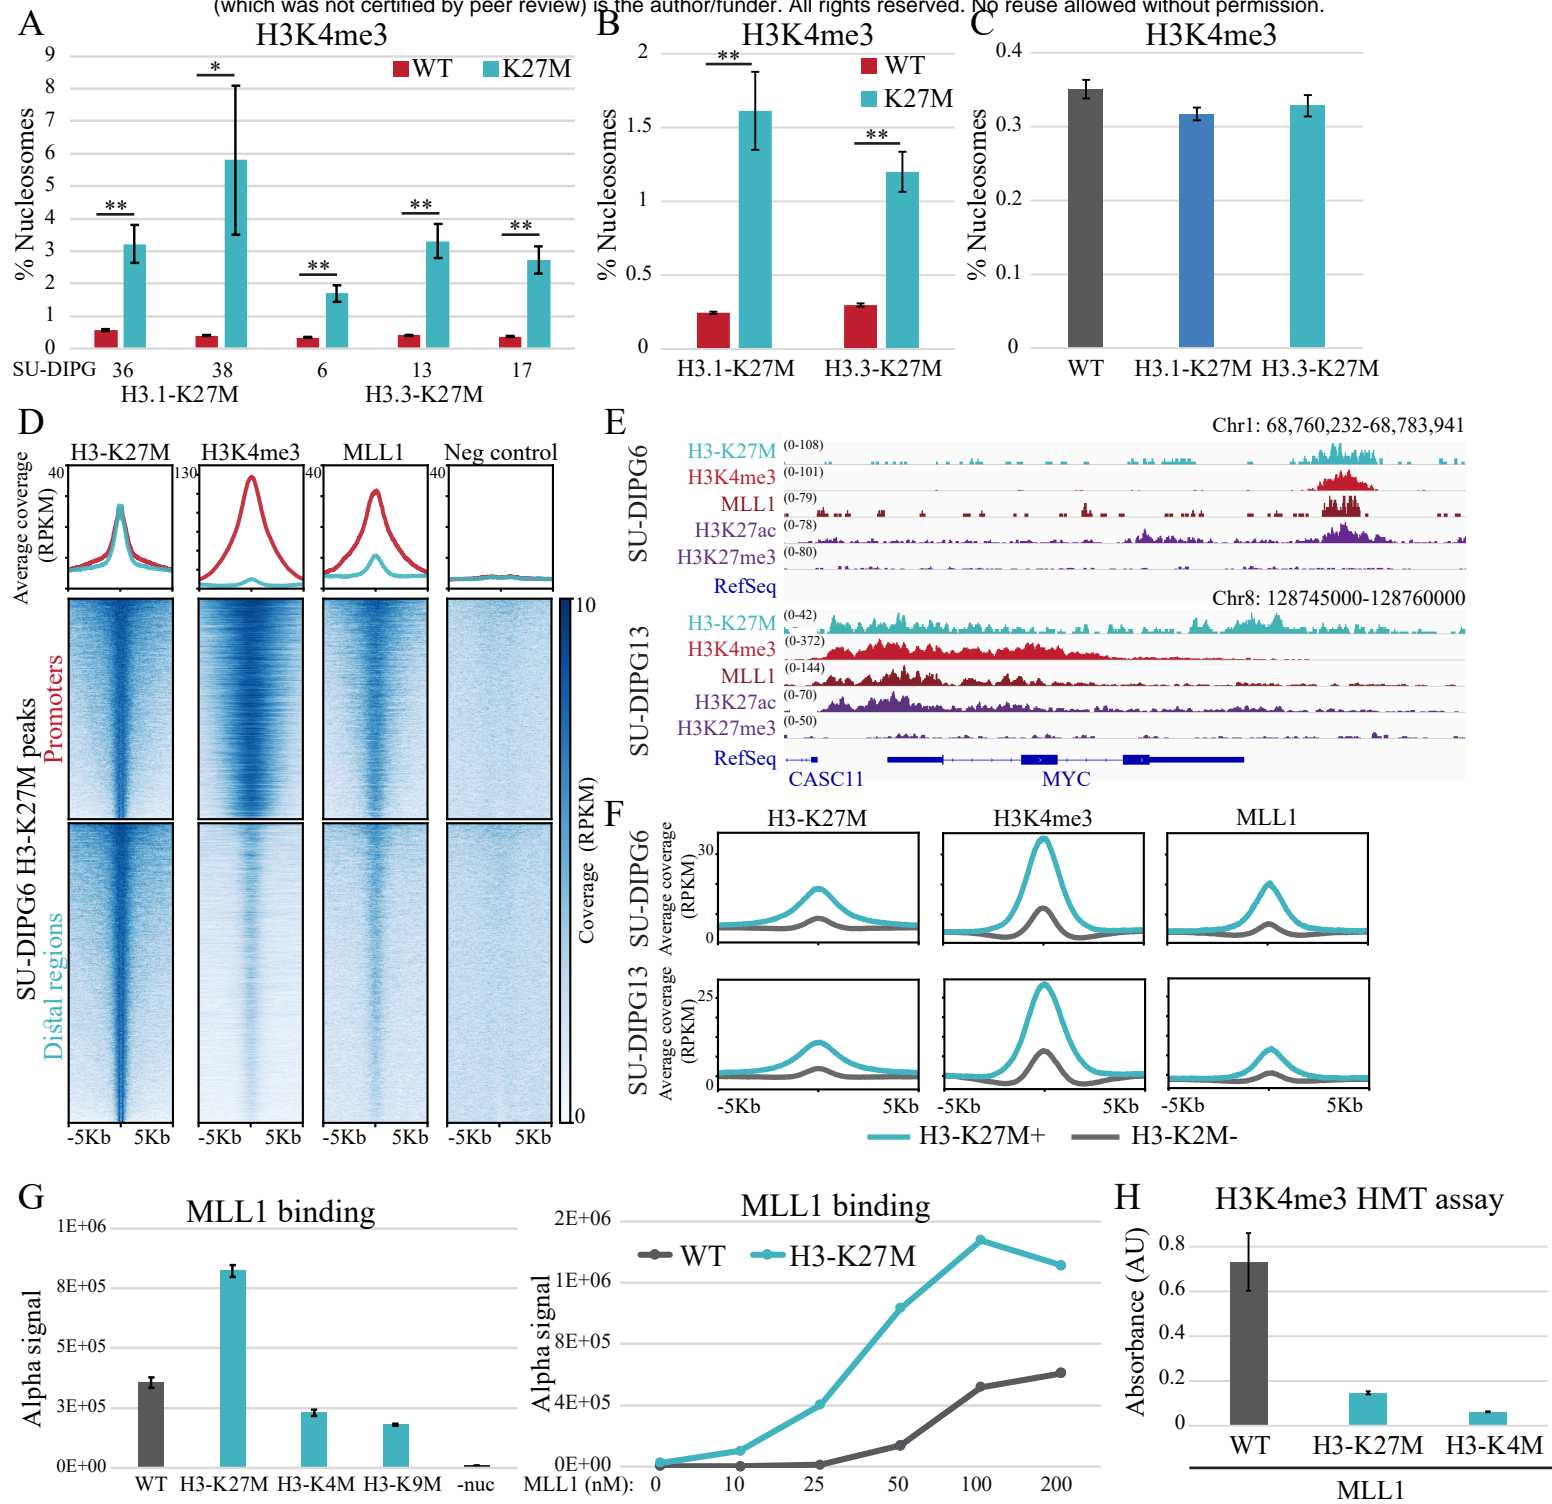 (which was not certified by peer review) is the author/funder. All rights reserved. No reuse allowed without permission.
A
H3K4me3
WT
K27M
% Nucleosomes
9
8
7
6
5
4
3
2
1
0
**
*
**
**
**
SU-DIPG
36
38
6
13
17
H3.1-K27M
H3.3-K27M
B
H3K4me3
WT
K27M
% Nucleosomes
2
1.5
1
0.5
0
**
**
H3.1-K27M
H3.3-K27M
C
H3K4me3
% Nucleosomes
0.4
0.3
0.2
0.1
0
WT
H3.1-K27M
H3.3-K27M
D
H3-K27M
H3K4me3
MLL1
Neg control
Average coverage
(RPKM)
40
130
40
40
SU-DIPG6 H3-K27M peaks
Promoters
Distal regions
10
0
Coverage (RPKM)
-5Kb
5Kb
-5Kb
5Kb
-5Kb
5Kb
-5Kb
5Kb
E
Chr1: 68,760,232-68,783,941
SU-DIPG6
H3-K27M
(0-108)
H3K4me3
(0-101)
MLL1
(0-79)
H3K27ac
(0-78)
H3K27me3
(0-80)
RefSeq
Chr8: 128745000-128760000
SU-DIPG13
H3-K27M
(0-42)
H3K4me3
(0-372)
MLL1
(0-144)
H3K27ac
(0-70)
H3K27me3
(0-50)
RefSeq
CASC11
MYC
F
H3-K27M
H3K4me3
MLL1
SU-DIPG6
Average coverage
(RPKM)
30
0
SU-DIPG13
Average coverage
(RPKM)
25
0
-5Kb
5Kb
-5Kb
5Kb
-5Kb
5Kb
H3-K27M+
H3-K2M-
G
MLL1 binding
Alpha signal
1E+06
8E+05
5E+05
3E+05
0E+00
WT
H3-K27M
H3-K4M
H3-K9M
-nuc
MLL1 binding
WT
H3-K27M
Alpha signal
2E+06
1E+06
8E+05
4E+05
0E+00
MLL1 (nM):
0
10
25
50
100
200
H
H3K4me3 HMT assay
Absorbance (AU)
0.8
0.6
0.4
0.2
0
WT
H3-K27M
H3-K4M
MLL1